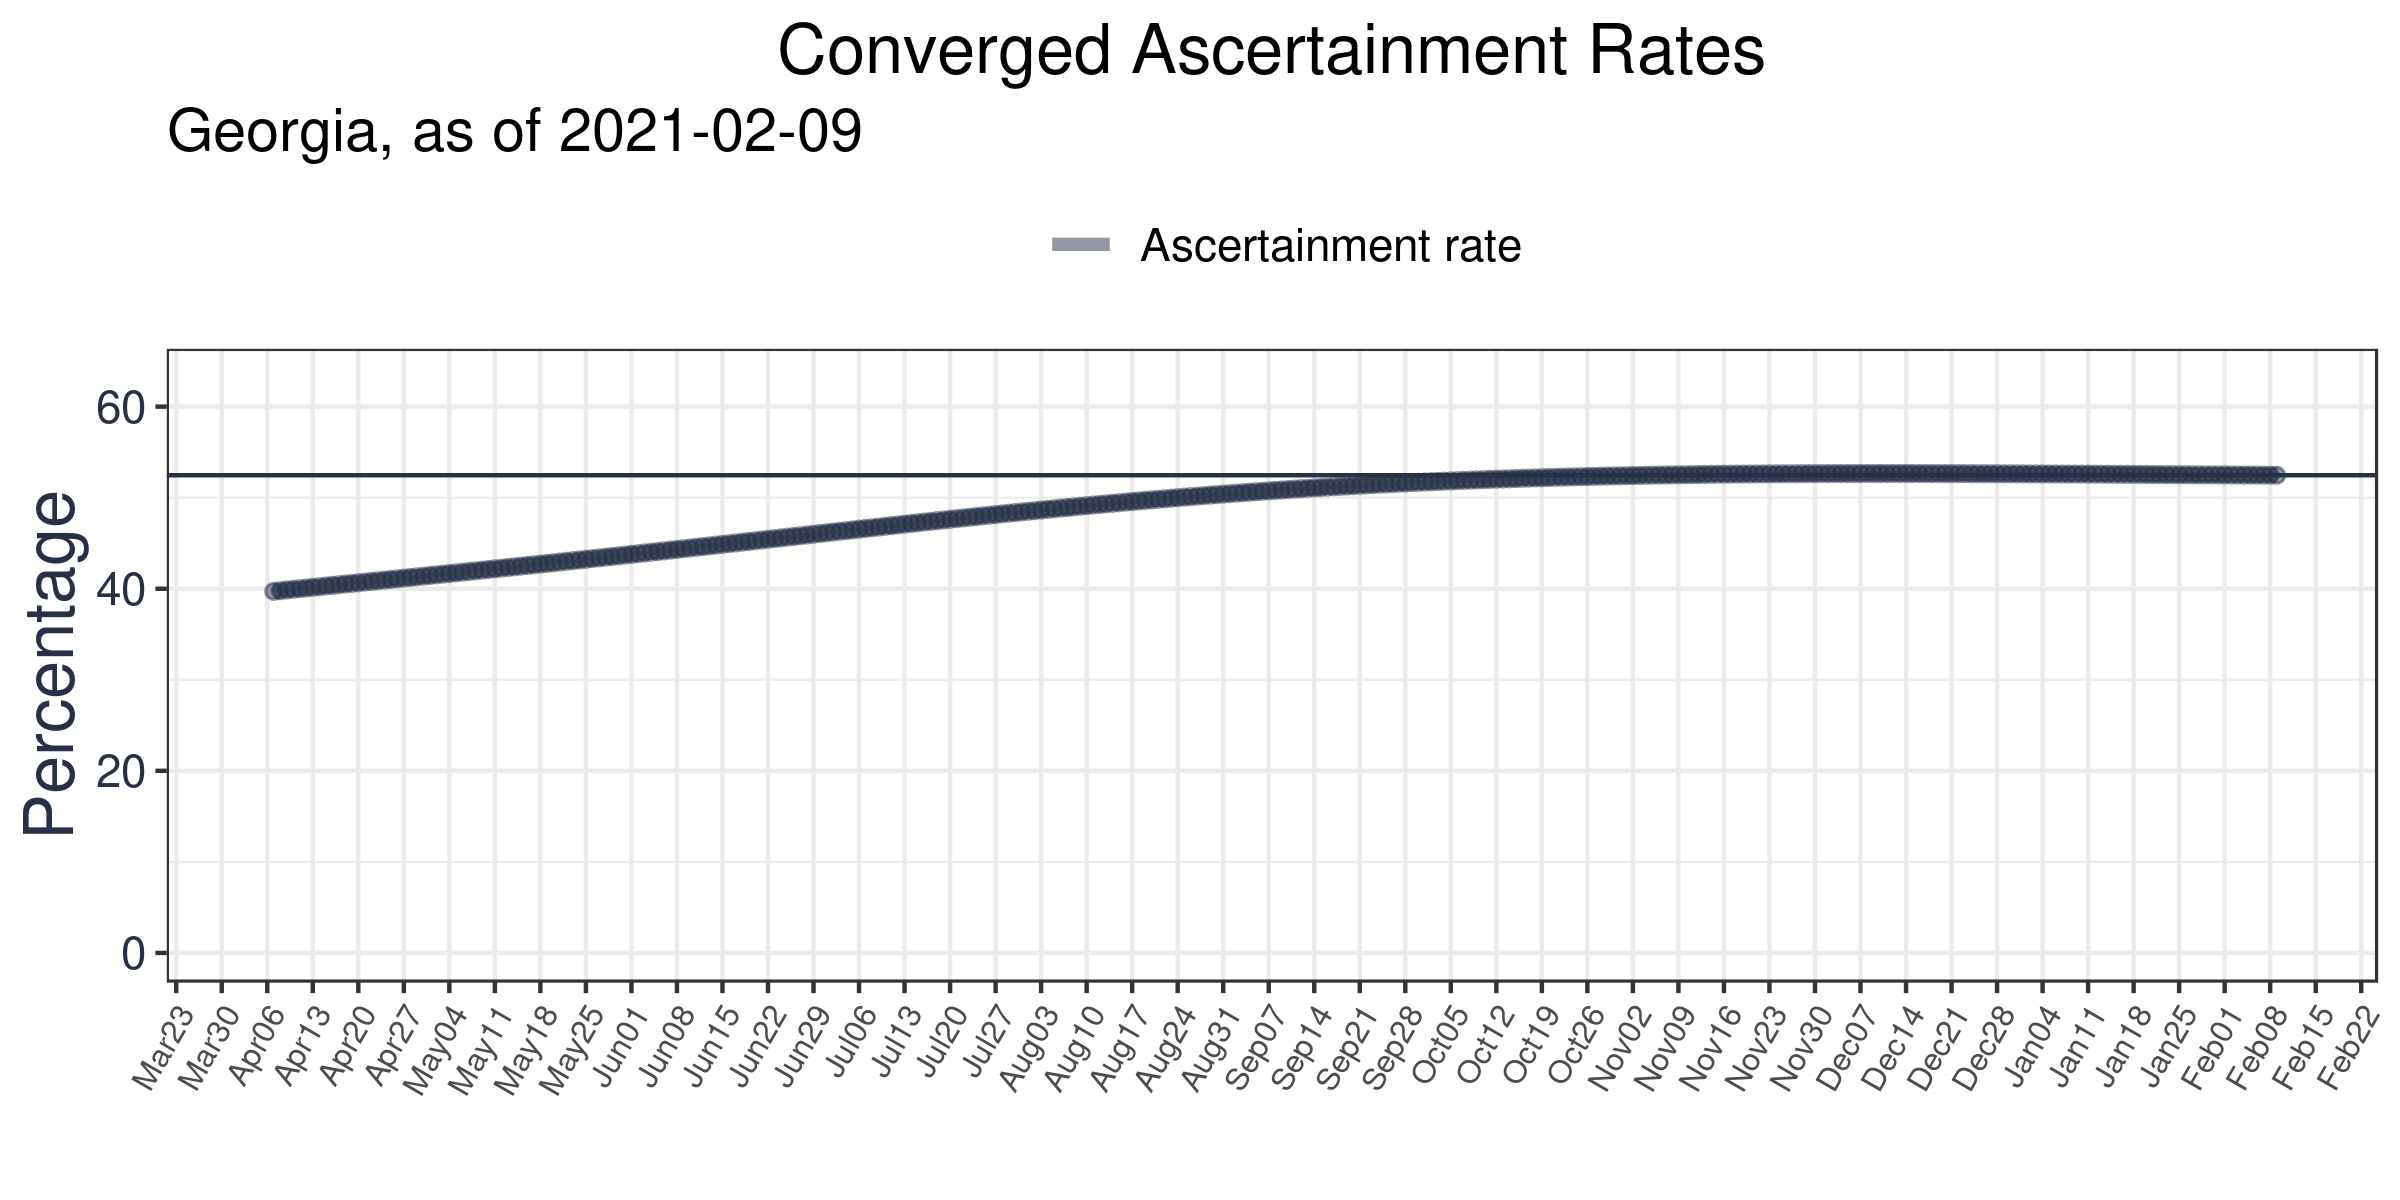 Converged Ascertainment Rates
Georgia, as of 2021-02-09
Ascertainment rate
Percentage
60
40
20
0
Mar23 Mar30 Apr06 Apr13 Apr20 Apr27 May04 May11 May18 May25 Jun01 Jun08 Jun15 Jun22 Jun29 Jul06 Jul13 Jul20 Jul27 Aug03 Aug10 Aug17 Aug24 Aug31 Sep07 Sep14 Sep21 Sep28 Oct05 Oct12 Oct19 Oct26 Nov02 Nov09 Nov16 Nov23 Nov30 Dec07 Dec14 Dec21 Dec28 Jan04 Jan11 Jan18 Jan25 Feb01 Feb08 Feb15 Feb22